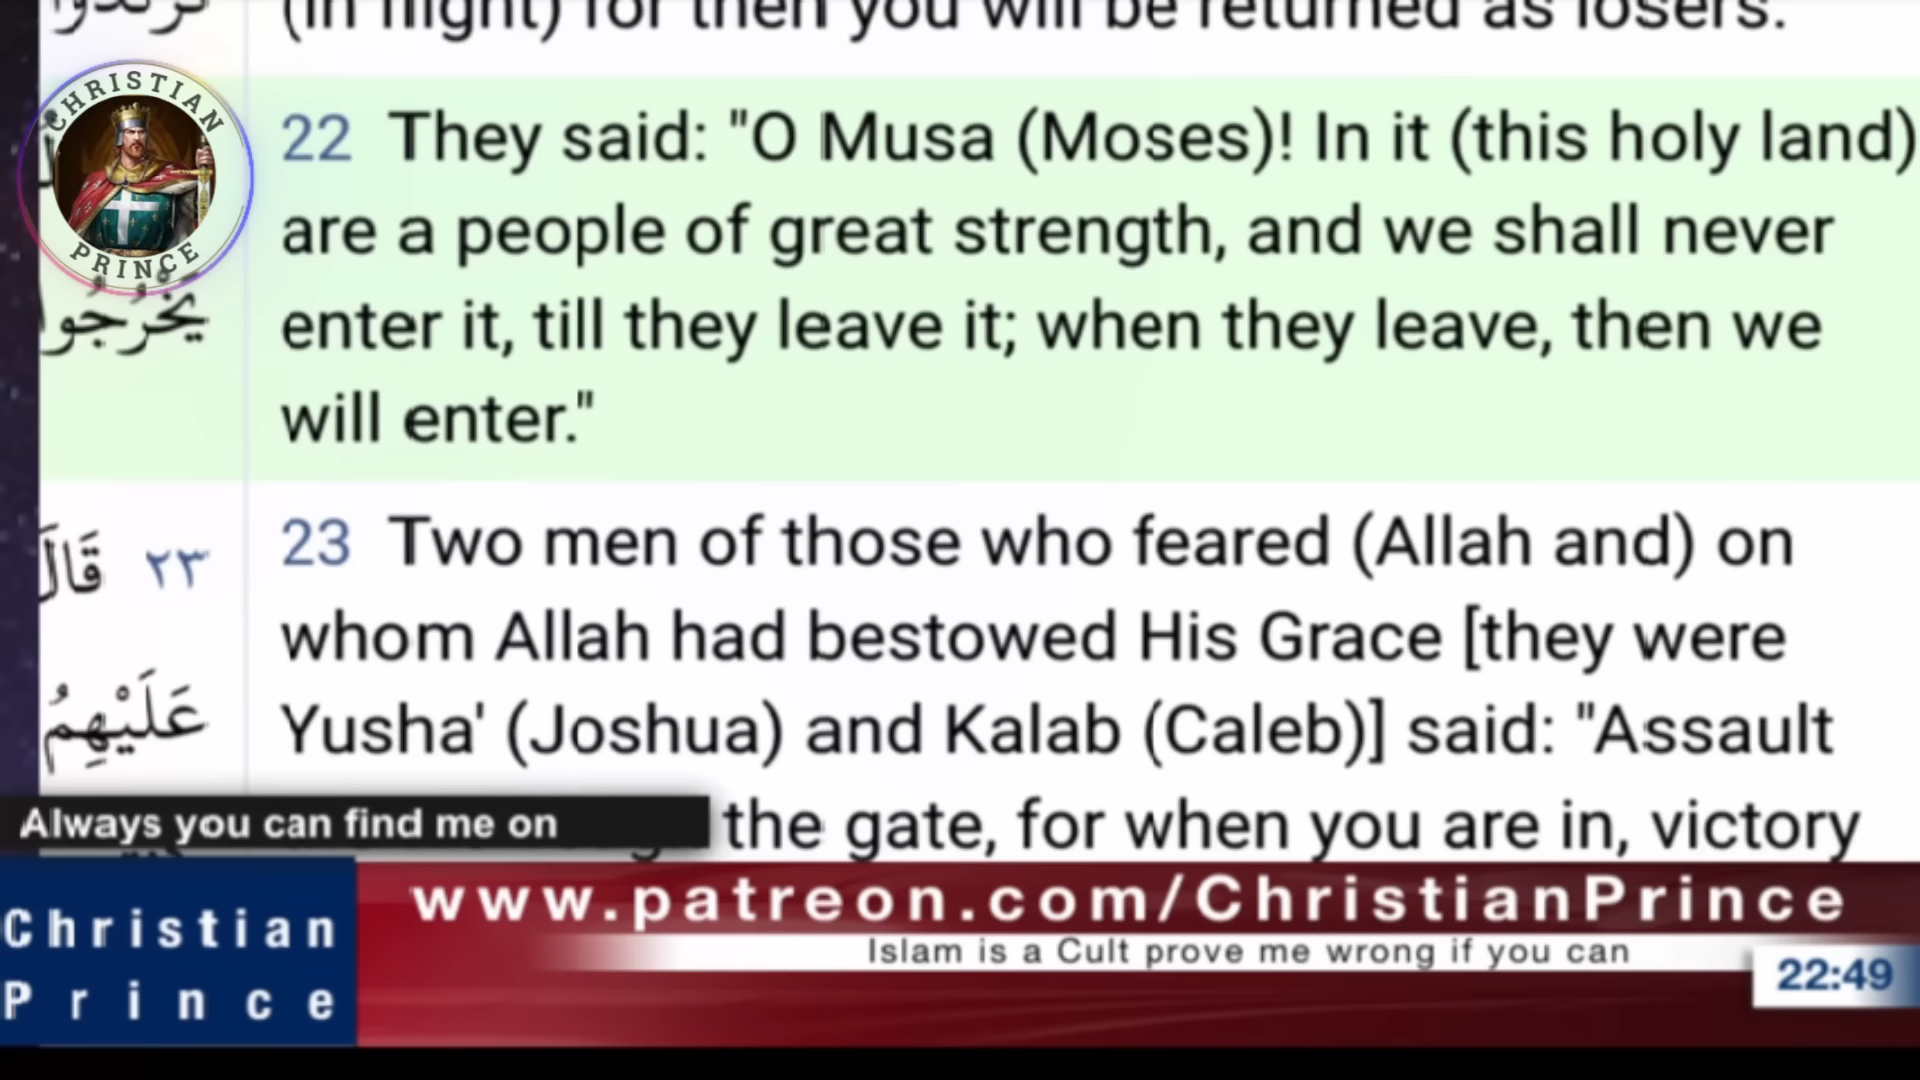 (in flight) for then you will be returned as losers.
CHRISTIAN
PRINCE
22 They said: "O Musa (Moses)! In it (this holy land)
are a people of great strength, and we shall never
enter it, till they leave it; when they leave, then we
will enter."
يَخْرُجُوا
23 Two men of those who feared (Allah and) on
whom Allah had bestowed His Grace [they were
Yusha' (Joshua) and Kalab (Caleb)] said: "Assault
the gate, for when you are in, victory
٢٣ قَالَ
عَلَيْهِمُ
Always you can find me on
Christian
Prince
www.patreon.com/ChristianPrince
Islam is a Cult prove me wrong if you can
22:49